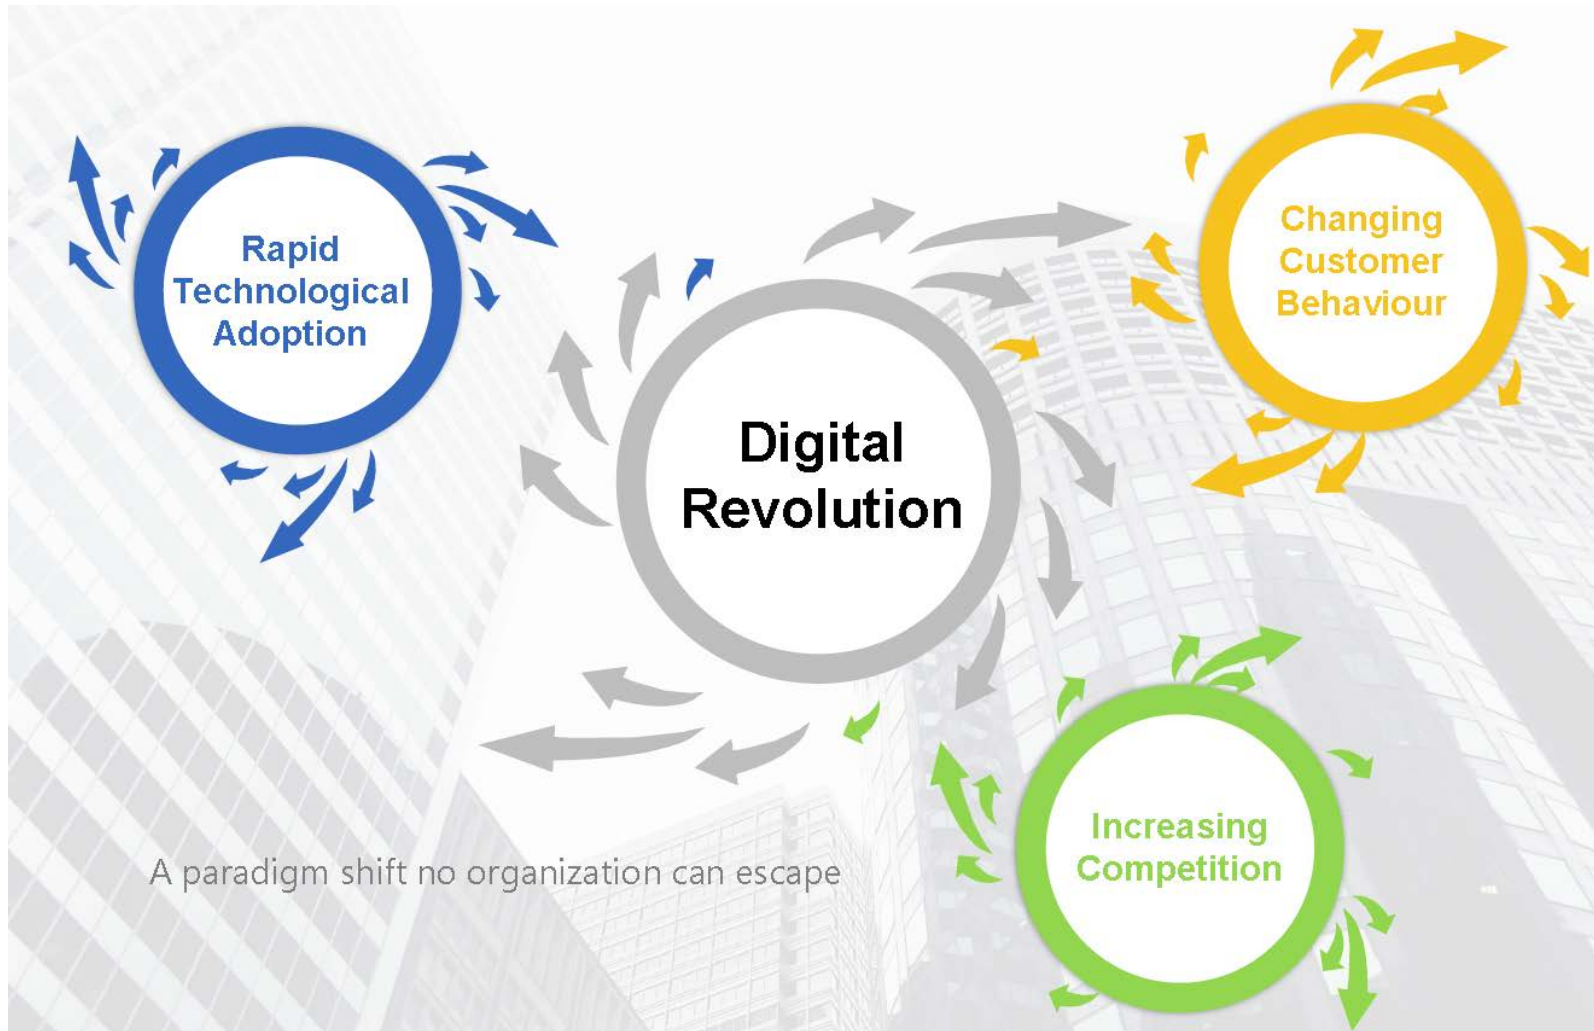 Rapid
Technological
Adoption
Changing
Customer
Behaviour
Digital
Revolution
Increasing
Competition
A paradigm shift no organization can escape